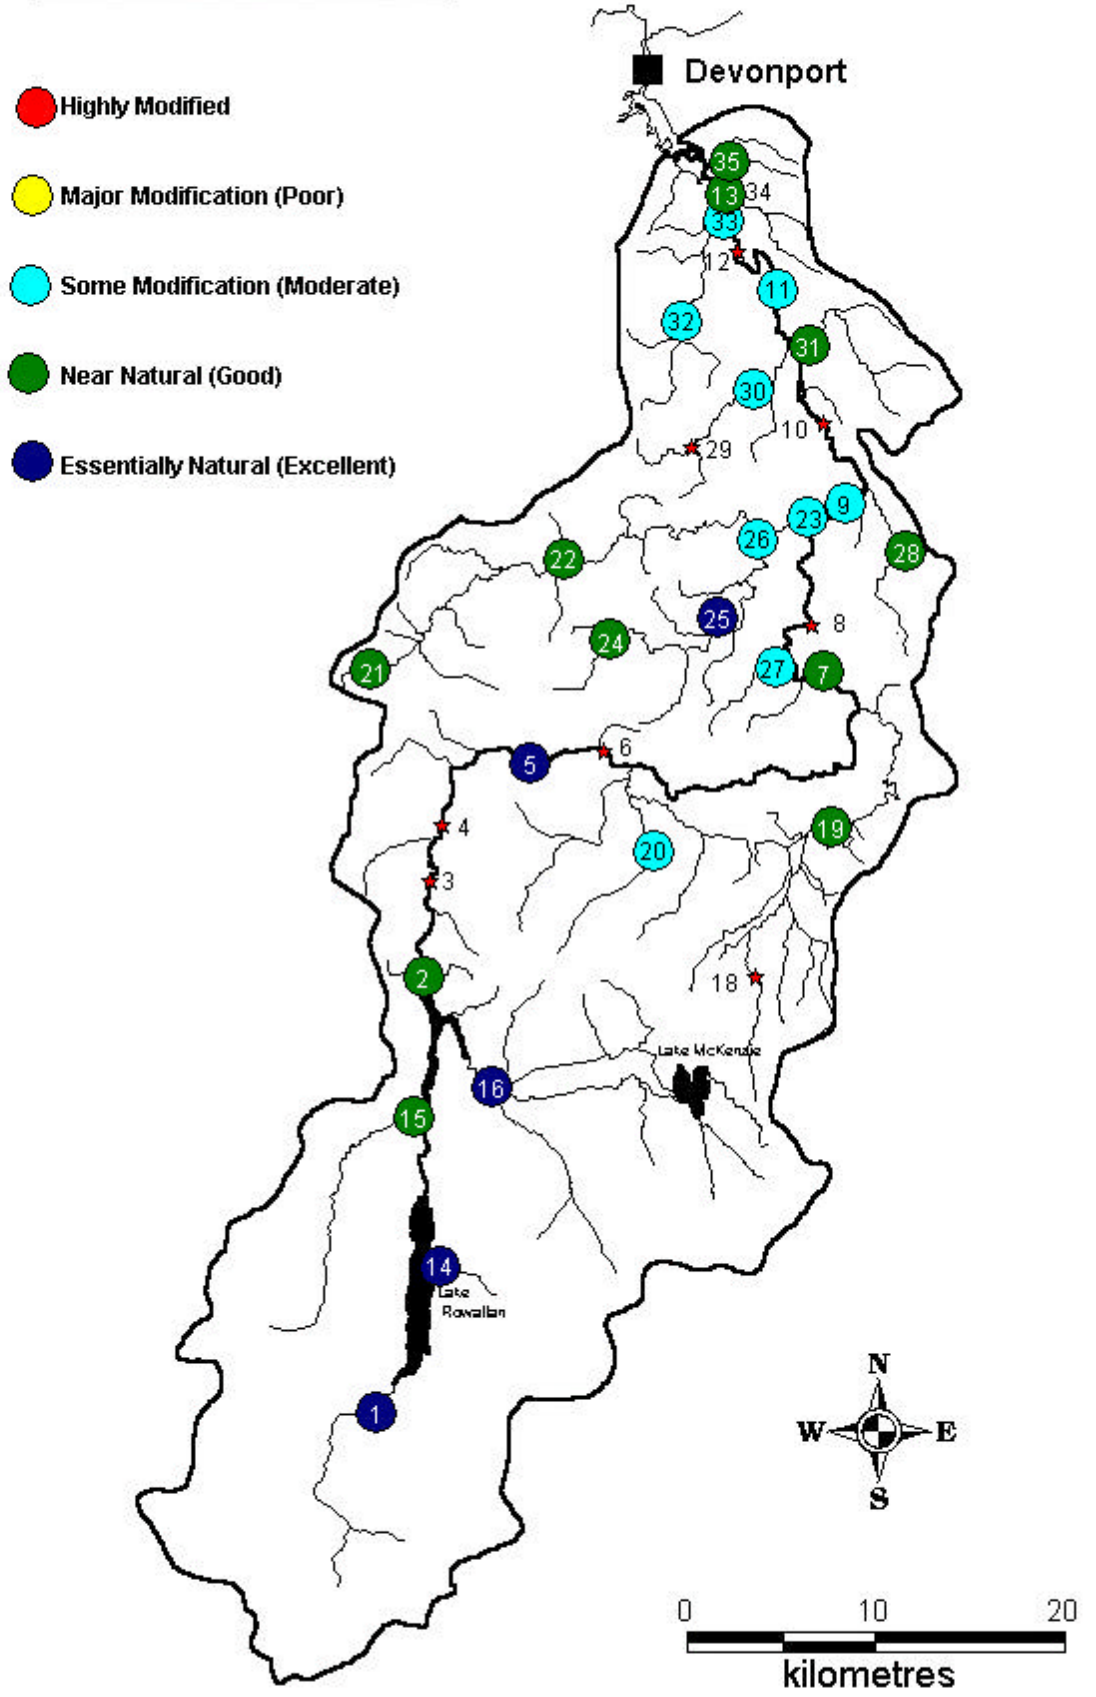 Devonport
Highly Modified
Major Modification (Poor)
Some Modification (Moderate)
Near Natural (Good)
Essentially Natural (Excellent)
35
13
34
33
12
11
32
31
30
10
29
9
23
26
28
22
25
8
24
21
27
7
6
5
4
19
20
3
2
18
Lake McKenzie
16
15
14
Lake
Rowallan
1
N
W E
S
0 10 20
kilometres